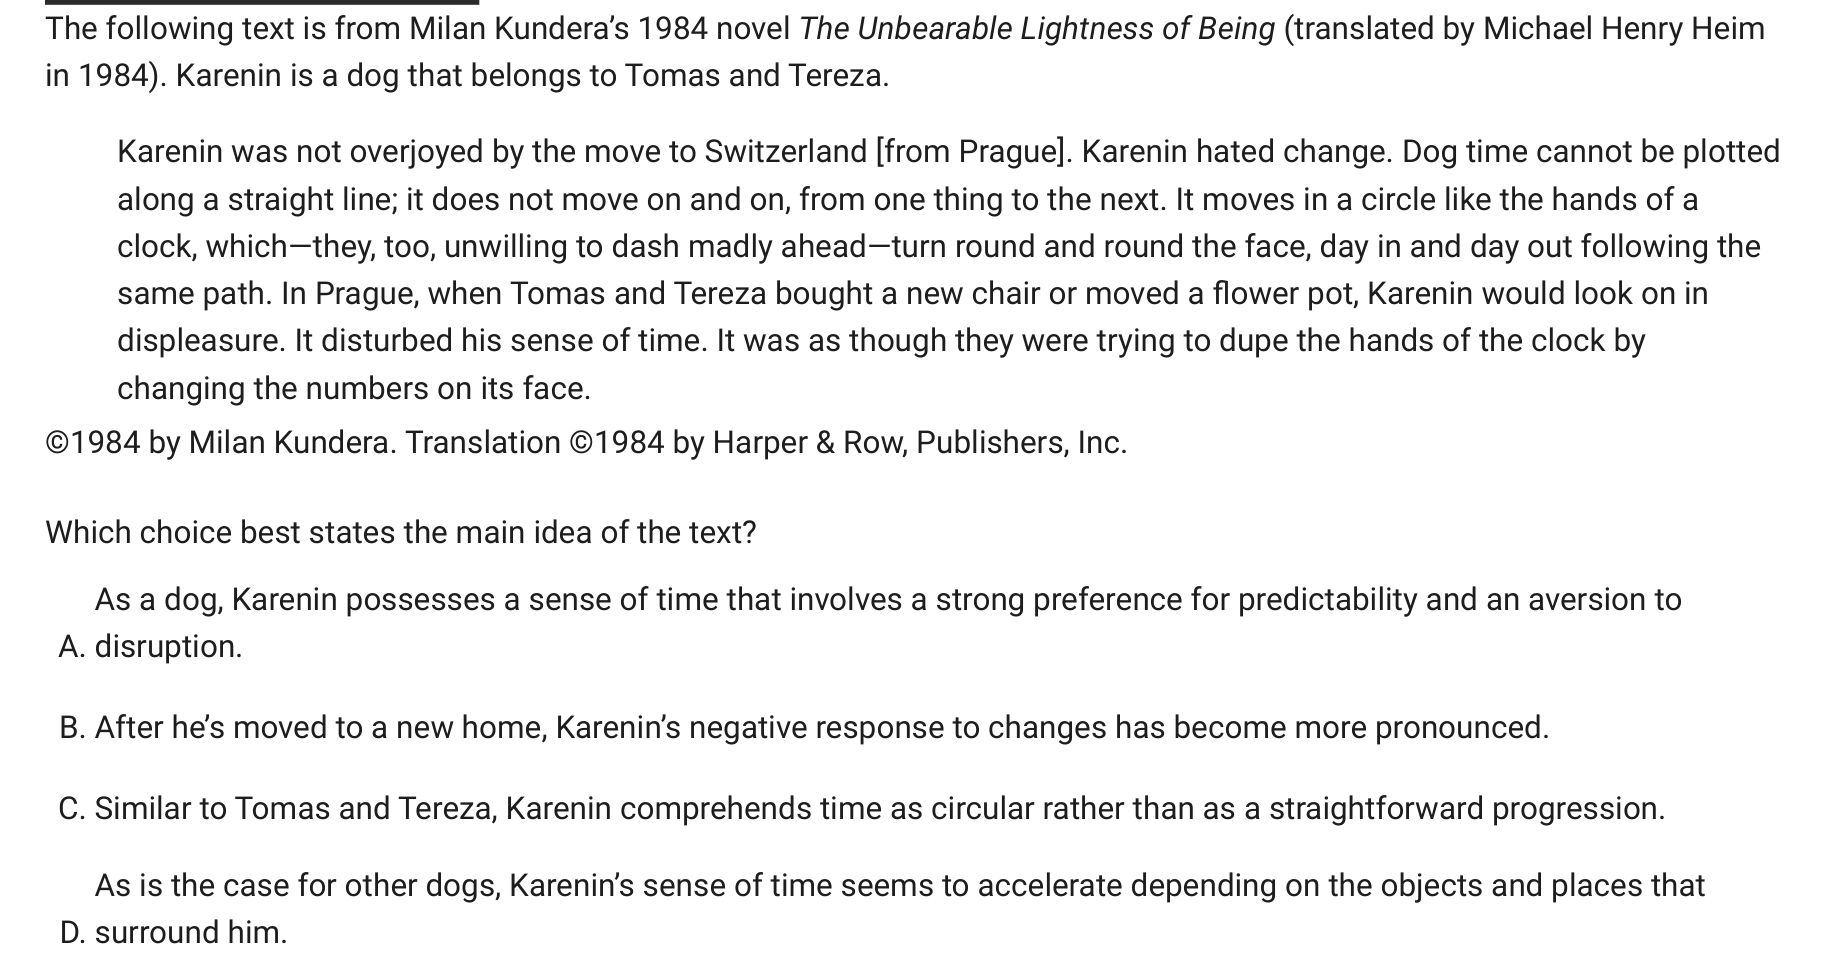 The following text is from Milan Kundera’s 1984 novel The Unbearable Lightness of Being (translated by Michael Henry Heim
in 1984). Karenin is a dog that belongs to Tomas and Tereza.
Karenin was not overjoyed by the move to Switzerland [from Prague]. Karenin hated change. Dog time cannot be plotted
along a straight line; it does not move on and on, from one thing to the next. It moves in a circle like the hands of a
clock, which—they, too, unwilling to dash madly ahead—turn round and round the face, day in and day out following the
same path. In Prague, when Tomas and Tereza bought a new chair or moved a flower pot, Karenin would look on in
displeasure. It disturbed his sense of time. It was as though they were trying to dupe the hands of the clock by
changing the numbers on its face.
©1984 by Milan Kundera. Translation ©1984 by Harper & Row, Publishers, Inc.
Which choice best states the main idea of the text?
As a dog, Karenin possesses a sense of time that involves a strong preference for predictability and an aversion to
A. disruption.
B. After he’s moved to a new home, Karenin’s negative response to changes has become more pronounced.
C. Similar to Tomas and Tereza, Karenin comprehends time as circular rather than as a straightforward progression.
As is the case for other dogs, Karenin’s sense of time seems to accelerate depending on the objects and places that
D. surround him.